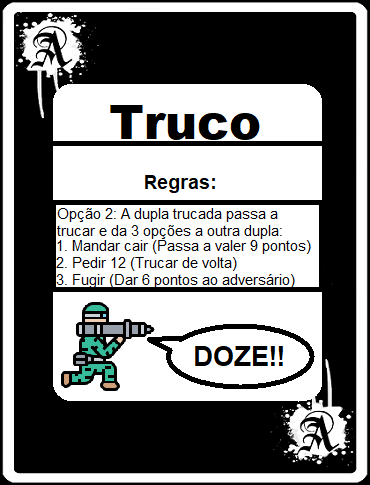 A
Truco
Regras:
Opção 2: A dupla trucada passa a
trucar e da 3 opções a outra dupla:
1. Mandar cair (Passa a valer 9 pontos)
2. Pedir 12 (Trucar de volta)
3. Fugir (Dar 6 pontos ao adversário)
DOZE!!
A